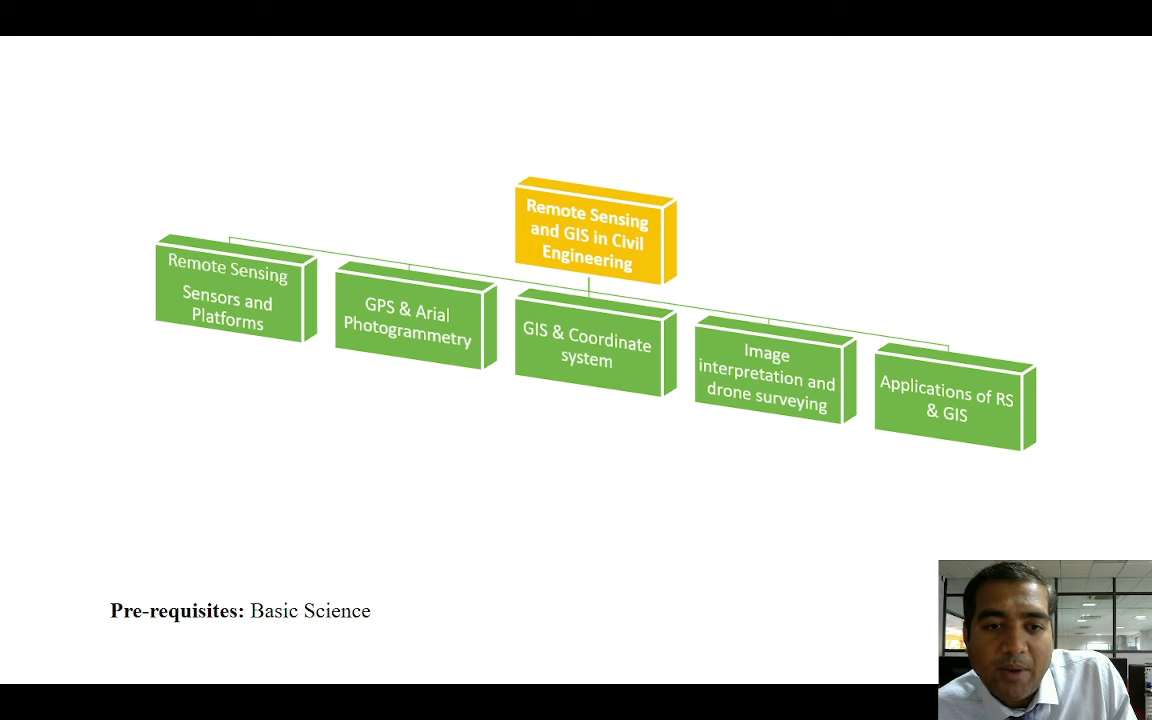 Remote Sensing
and GIS in Civil
Engineering
Remote Sensing
Sensors and
Platforms
GPS & Arial
Photogrammetry
GIS & Coordinate
system
Image
interpretation and
drone surveying
Applications of RS
& GIS
Pre-requisites: Basic Science